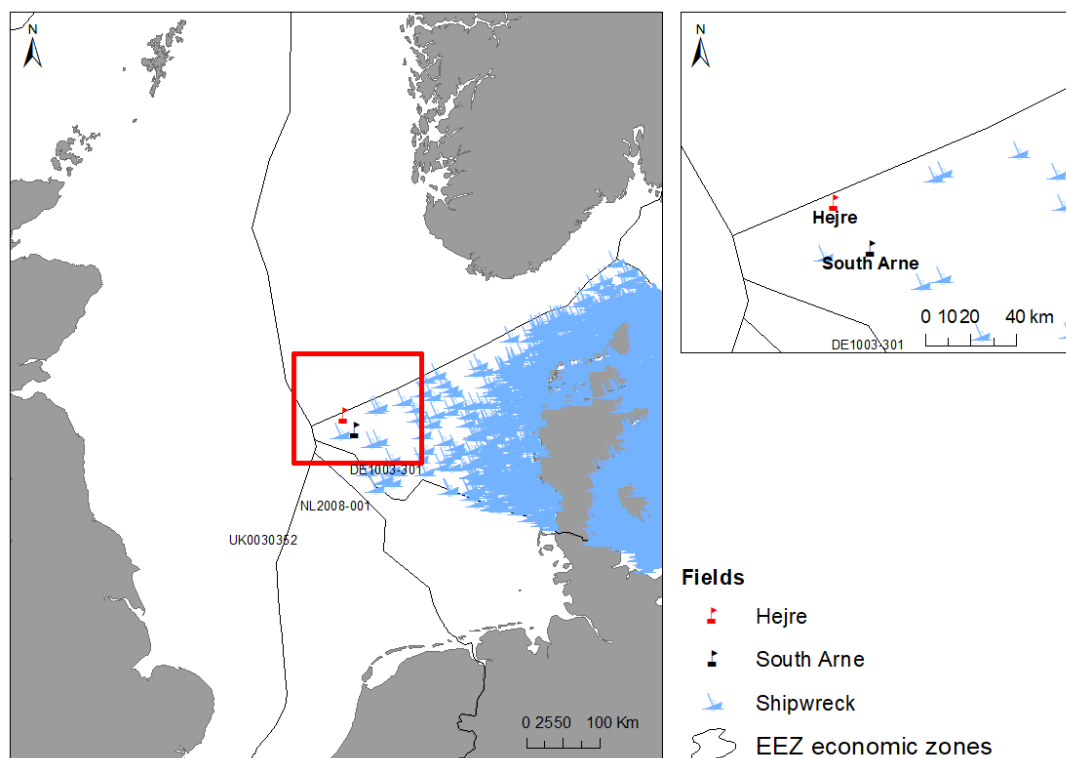 N
DE1003-301
NL2008-001
UK0030352
0 2550 100 Km
N
Hejre
South Arne
0 1020 40 km
DE1003-301
Fields
Hejre
South Arne
Shipwreck
EEZ economic zones